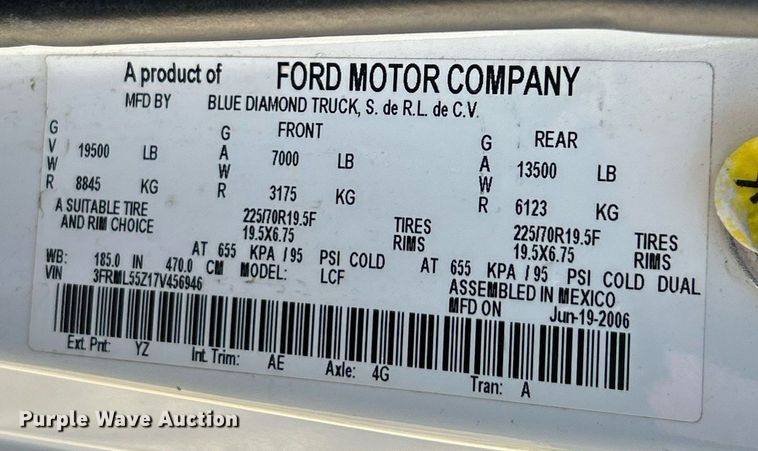 A product of FORD MOTOR COMPANY
MFD BY BLUE DIAMOND TRUCK, S. de R.L. de C.V.
FRONT REAR
GVWR 19500 LB GAWR 7000 LB GAWR 13500 LB
8845 KG 3175 KG 6123 KG
A SUITABLE TIRE 225/70R19.5F TIRES 225/70R19.5F TIRES
AND RIM CHOICE 19.5X6.75 RIMS 19.5X6.75 RIMS
AT 655 KPA / 95 PSI COLD AT 655 KPA / 95 PSI COLD DUAL
WB: 185.0 IN 470.0 CM MODEL: LCF ASSEMBLED IN MEXICO
VIN 3FRML55Z17V456946 MFD ON Jun-19-2006
Ext. Pnt: YZ Int. Trim: AE Axle: 4G Tran: A
Purple Wave Auction